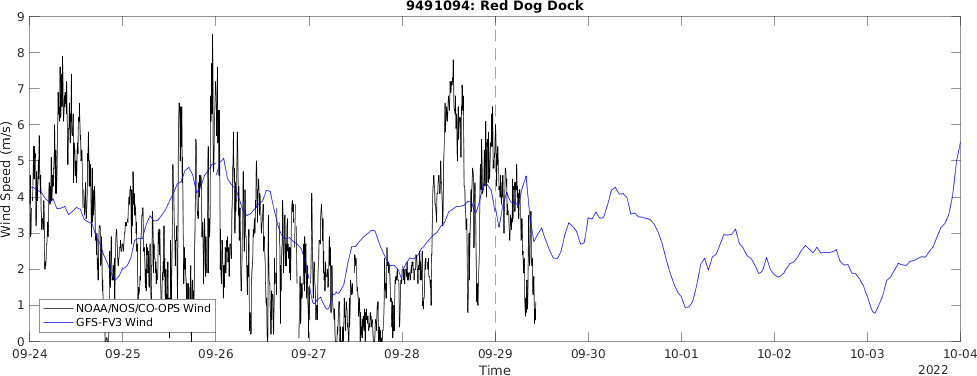 9491094: Red Dog Dock
9
8
7
6
5
4
3
2
1
0
Wind Speed (m/s)
NOAA/NOS/CO-OPS Wind
GFS-FV3 Wind
09-24 09-25 09-26 09-27 09-28 09-29 09-30 10-01 10-02 10-03 10-04
Time
2022